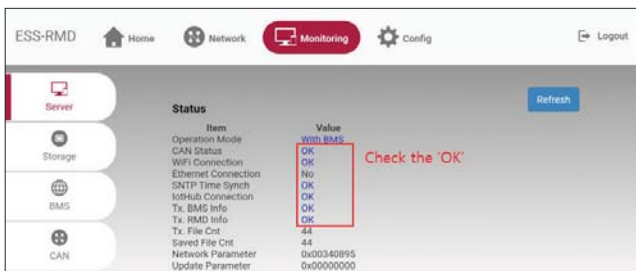 ESS-RMD Home Network Monitoring Config Logout
Server
Storage
BMS
CAN
Refresh
Status
Item Value
Operation Mode With BMS
CAN Status OK
WiFi Connection OK
Ethernet Connection No
SNTP Time Synch OK
IotHub Connection OK
Tx. BMS Info OK
Tx. RMD Info OK
Tx. File Cnt 44
Saved File Cnt 44
Network Parameter 0x00340895
Update Parameter 0x00000000
Check the 'OK'